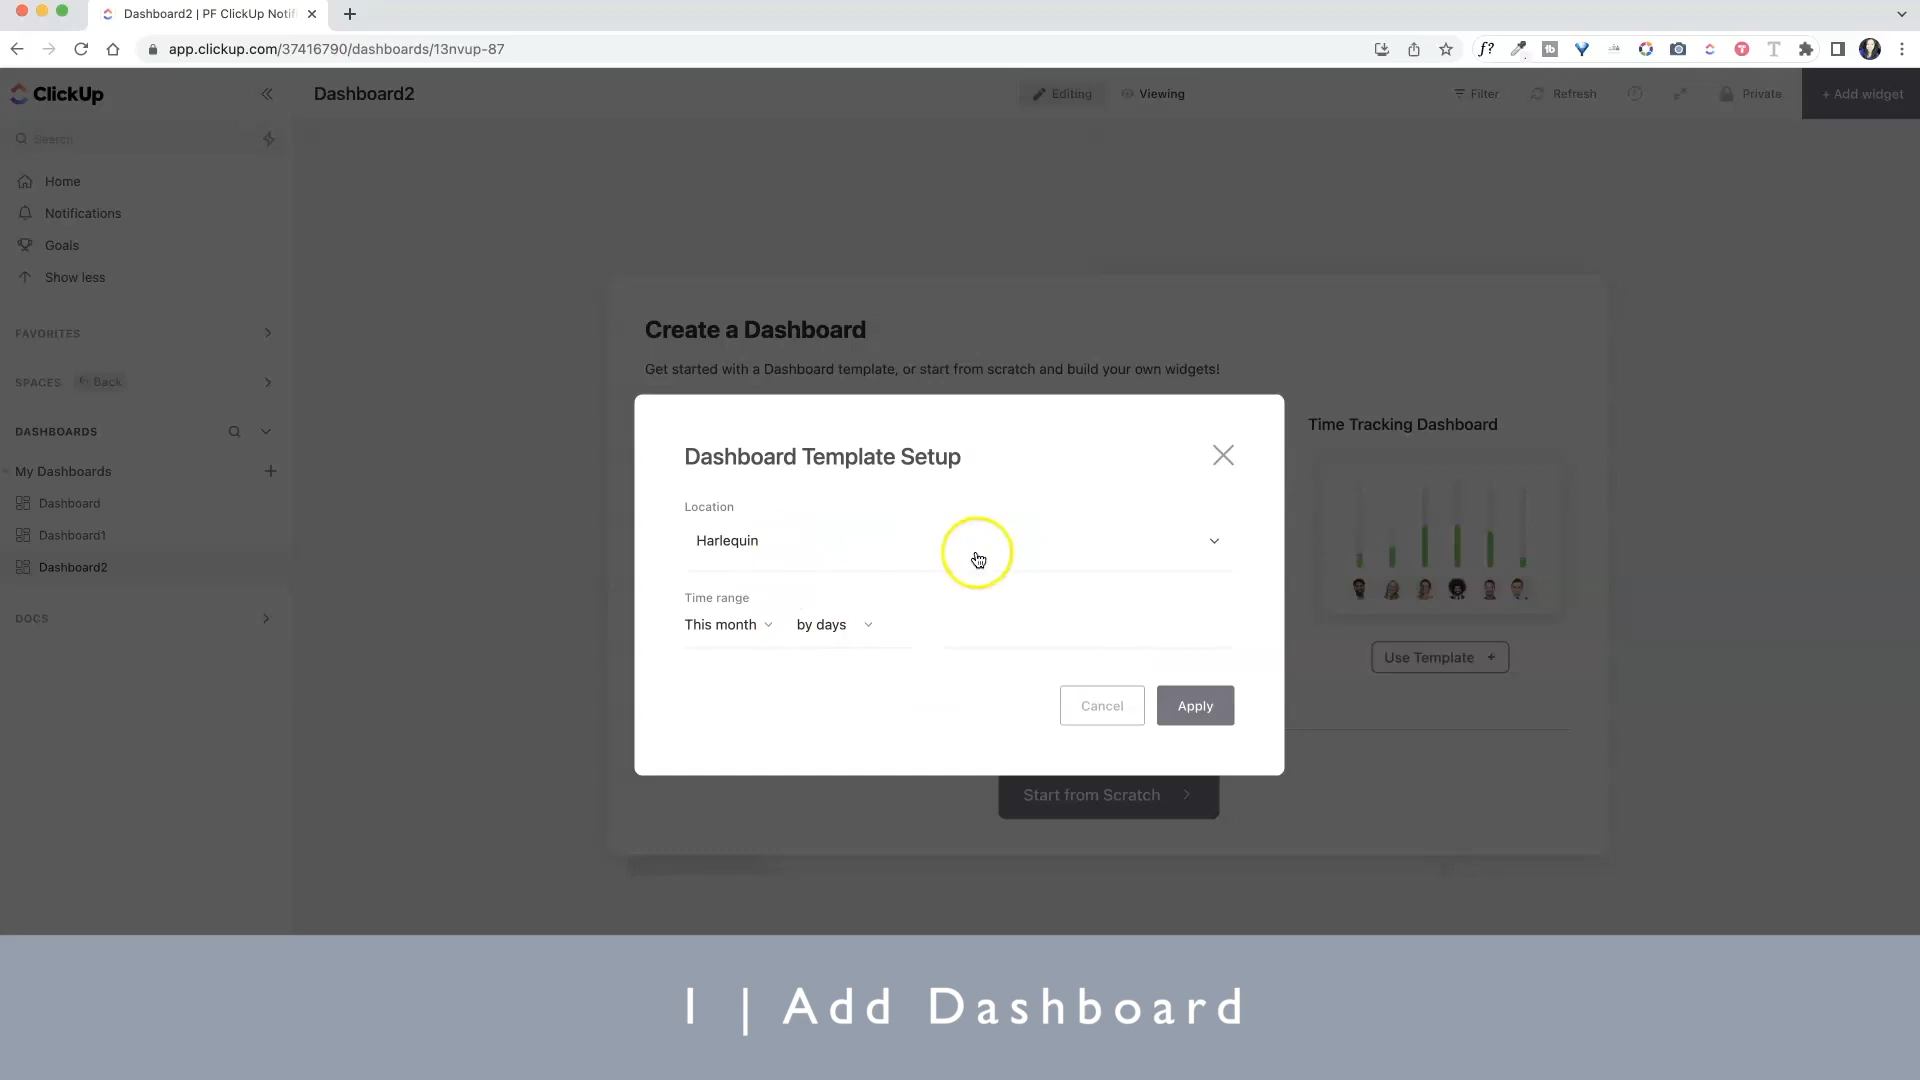 Dashboard2 | PF ClickUp Notifi
app.clickup.com/37416790/dashboards/13nvup-87
ClickUp
Dashboard2
Editing
Viewing
Filter
Refresh
Private
+ Add widget
Search
Home
Notifications
Goals
Show less
FAVORITES
SPACES
Back
DASHBOARDS
My Dashboards
Dashboard
Dashboard1
Dashboard2
DOCS
Create a Dashboard
Get started with a Dashboard template, or start from scratch and build your own widgets!
Time Tracking Dashboard
Use Template +
Dashboard Template Setup
Location
Harlequin
Time range
This month
by days
Cancel
Apply
Start from Scratch
1 | Add Dashboard